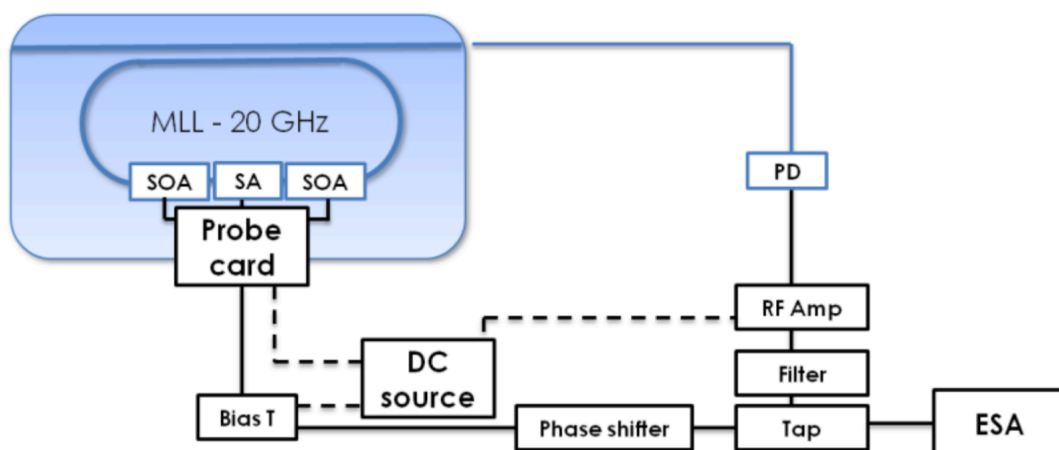 MLL - 20 GHz
SOA SA SOA
Probe
card
PD
RF Amp
DC
source
Filter
Bias T
Phase shifter
Tap
ESA